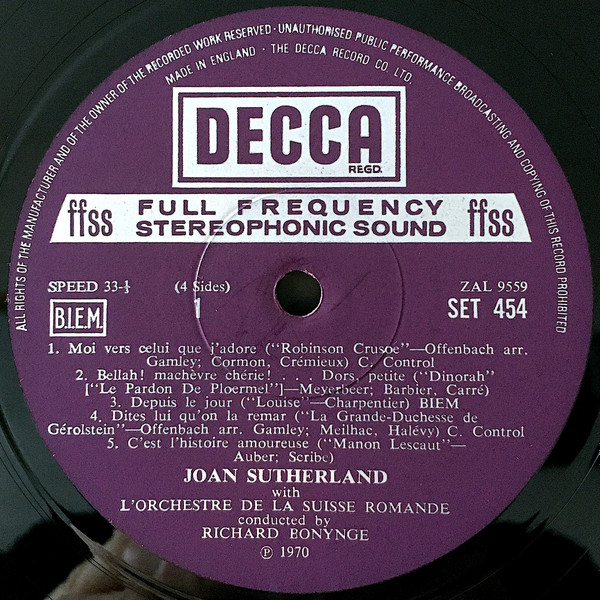 ALL RIGHTS OF THE MANUFACTURER AND OF THE OWNER OF THE RECORDED WORK RESERVED · UNAUTHORISED PUBLIC PERFORMANCE BROADCASTING AND COPYING OF THIS RECORD PROHIBITED
MADE IN ENGLAND · THE DECCA RECORD CO. LTD.
DECCA
REGD.
ffss FULL FREQUENCY STEREOPHONIC SOUND ffss
SPEED 33-⅓ (4 Sides) ZAL 9559
B.I.E.M. 1 SET 454
1. Moi vers celui que j'adore ("Robinson Crusoe"—Offenbach arr.
Gamley; Cormon, Crémieux) C. Control
2. Bellah! machèvre chérie! . . . Dors, petite ("Dinorah"
["Le Pardon De Ploermel"]—Meyerbeer; Barbier, Carré)
3. Depuis le jour ("Louise"—Charpentier) BIEM
4. Dites lui qu'on la remar ("La Grande-Duchesse de
Gérolstein"—Offenbach arr. Gamley; Meilhac, Halévy) C. Control
5. C'est l'histoire amoureuse ("Manon Lescaut"—
Auber; Scribe)
JOAN SUTHERLAND
with
L'ORCHESTRE DE LA SUISSE ROMANDE
conducted by
RICHARD BONYNGE
℗ 1970